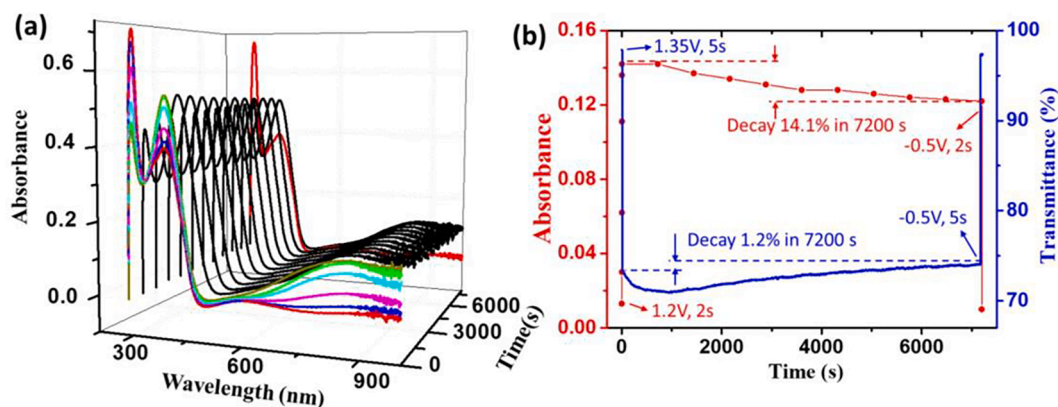 (a)
Absorbance
0.6
0.4
0.2
0.0
300
600
900
Wavelength (nm)
0
3000
6000
Time(s)
(b)
Absorbance
0.16
0.12
0.08
0.04
0.00
0
2000
4000
6000
Time (s)
100
90
80
70
Transmittance (%)
1.35V, 5s
Decay 14.1% in 7200 s
-0.5V, 2s
-0.5V, 5s
Decay 1.2% in 7200 s
1.2V, 2s